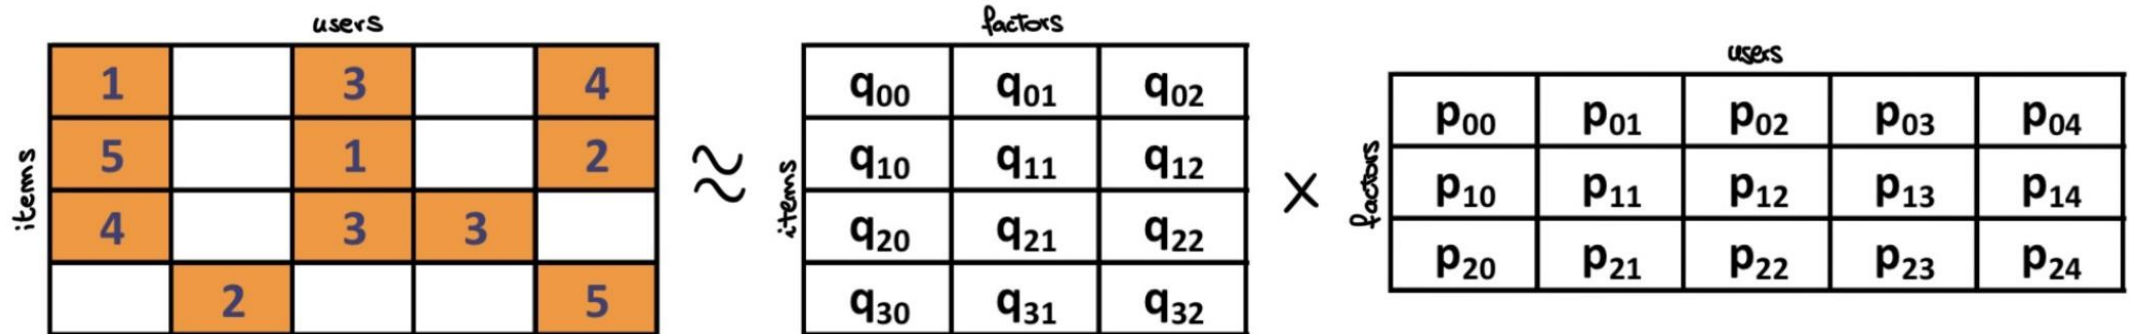 users
factors
users
items
1 3 4
5 1 2
4 3 3
2 5
≈
items
q00 q01 q02
q10 q11 q12
q20 q21 q22
q30 q31 q32
×
factors
p00 p01 p02 p03 p04
p10 p11 p12 p13 p14
p20 p21 p22 p23 p24